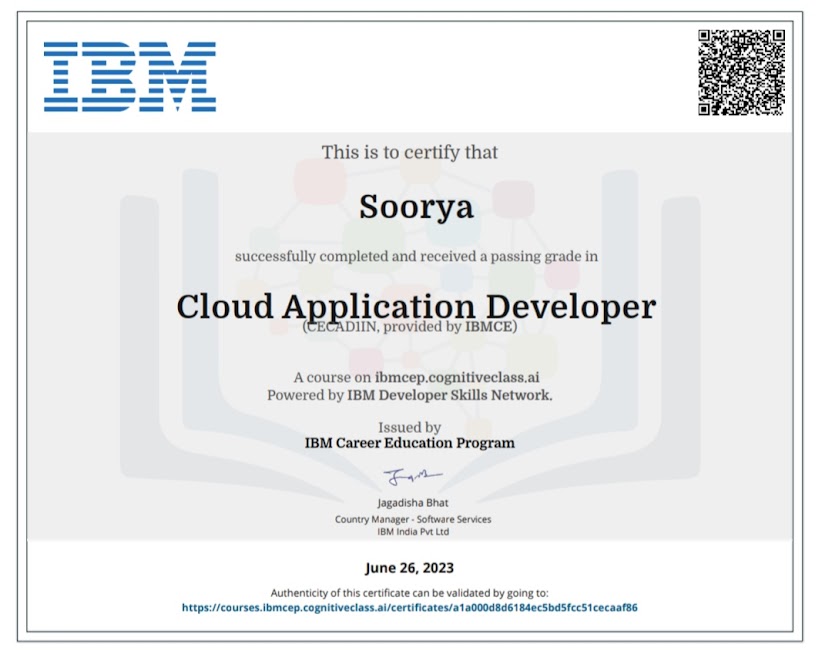 IBM
This is to certify that
Soorya
successfully completed and received a passing grade in
Cloud Application Developer
(CECAD1IN, provided by IBMCE)
A course on ibmcep.cognitiveclass.ai
Powered by IBM Developer Skills Network.
Issued by
IBM Career Education Program
Jagadisha Bhat
Country Manager - Software Services
IBM India Pvt Ltd
June 26, 2023
Authenticity of this certificate can be validated by going to:
https://courses.ibmcep.cognitiveclass.ai/certificates/a1a000d8d6184ec5bd5fcc51cecaaf86